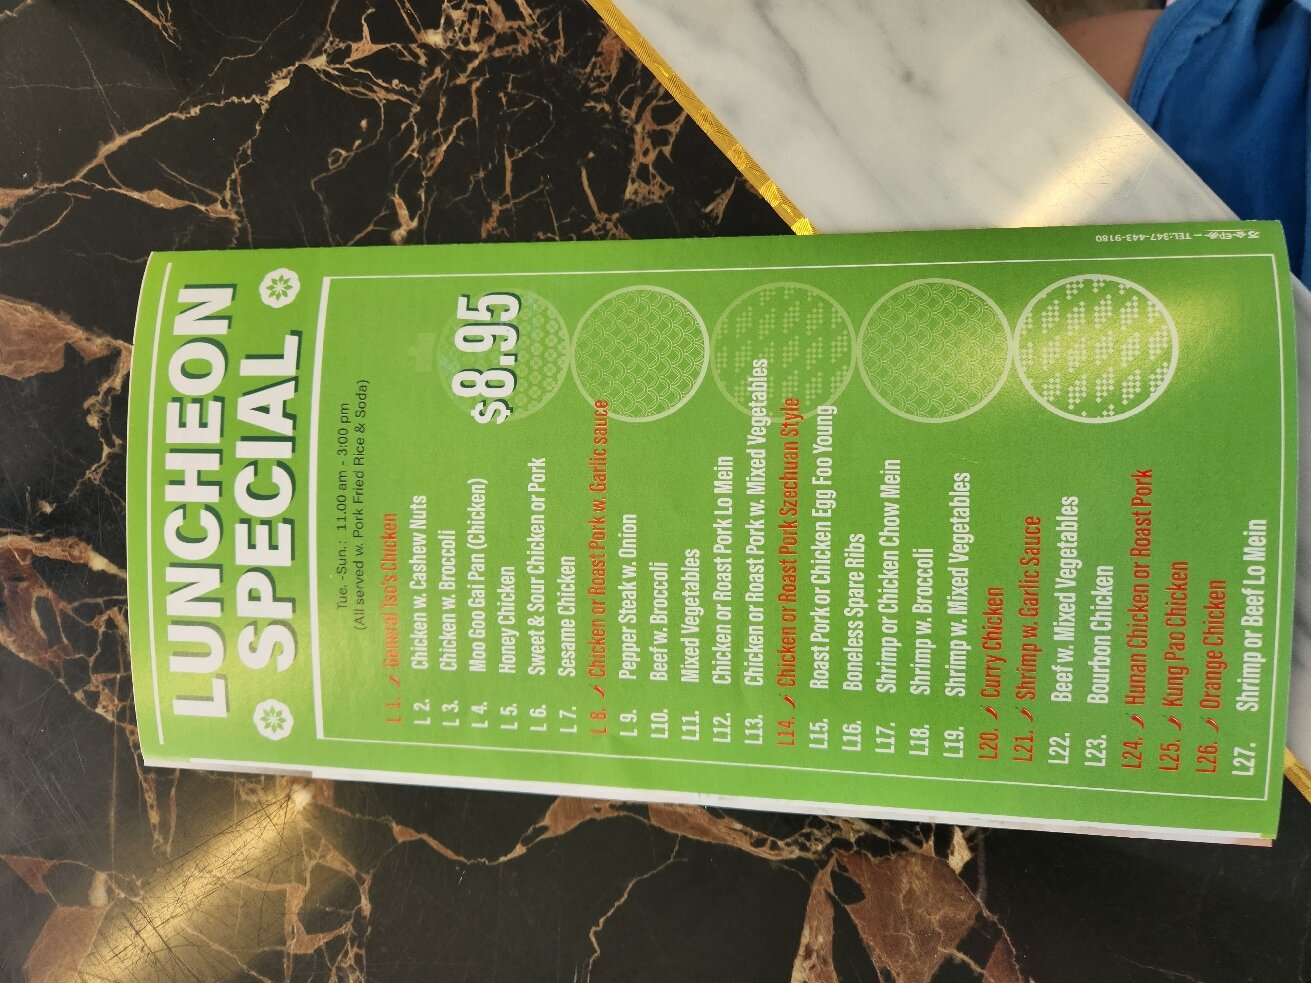 LUNCHEON
SPECIAL
Tue. -Sun.: 11.00 am - 3:00 pm
(All served w. Pork Fried Rice & Soda)
$8.95
L 1. General Tso's Chicken
L 2. Chicken w. Cashew Nuts
L 3. Chicken w. Broccoli
L 4. Moo Goo Gai Pan (Chicken)
L 5. Honey Chicken
L 6. Sweet & Sour Chicken or Pork
L 7. Sesame Chicken
L 8. Chicken or Roast Pork w. Garlic sauce
L 9. Pepper Steak w. Onion
L10. Beef w. Broccoli
L11. Mixed Vegetables
L12. Chicken or Roast Pork Lo Mein
L13. Chicken or Roast Pork w. Mixed Vegetables
L14. Chicken or Roast Pork Szechuan Style
L15. Roast Pork or Chicken Egg Foo Young
L16. Boneless Spare Ribs
L17. Shrimp or Chicken Chow Mein
L18. Shrimp w. Broccoli
L19. Shrimp w. Mixed Vegetables
L20. Curry Chicken
L21. Shrimp w. Garlic Sauce
L22. Beef w. Mixed Vegetables
L23. Bourbon Chicken
L24. Hunan Chicken or Roast Pork
L25. Kung Pao Chicken
L26. Orange Chicken
L27. Shrimp or Beef Lo Mein
TEL:347-443-9180